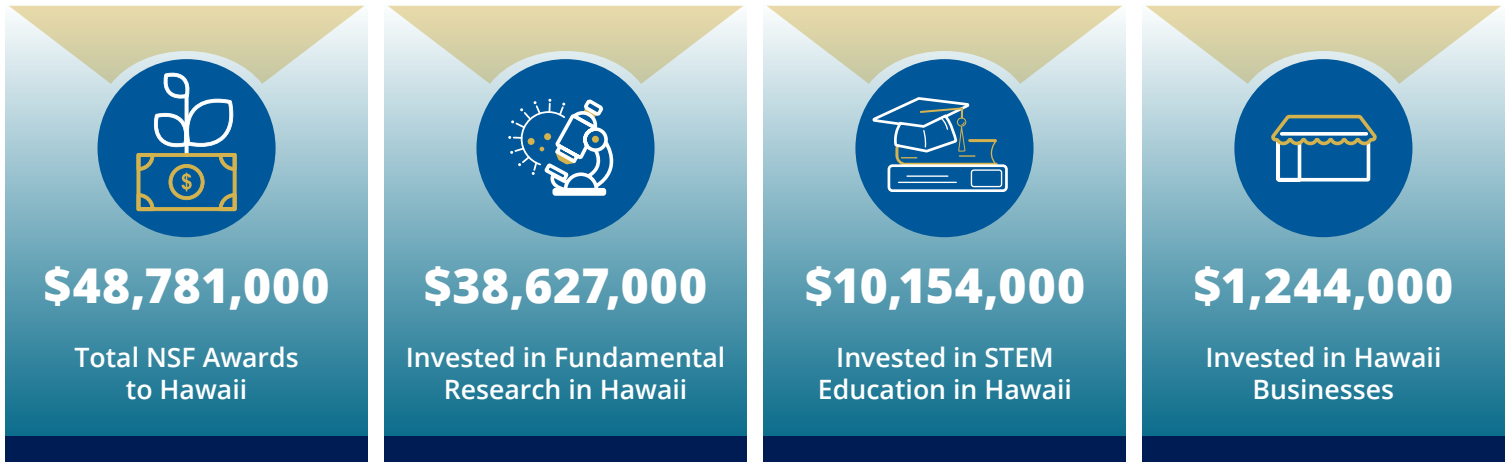 $
$48,781,000
Total NSF Awards
to Hawaii
$38,627,000
Invested in Fundamental
Research in Hawaii
$10,154,000
Invested in STEM
Education in Hawaii
$1,244,000
Invested in Hawaii
Businesses